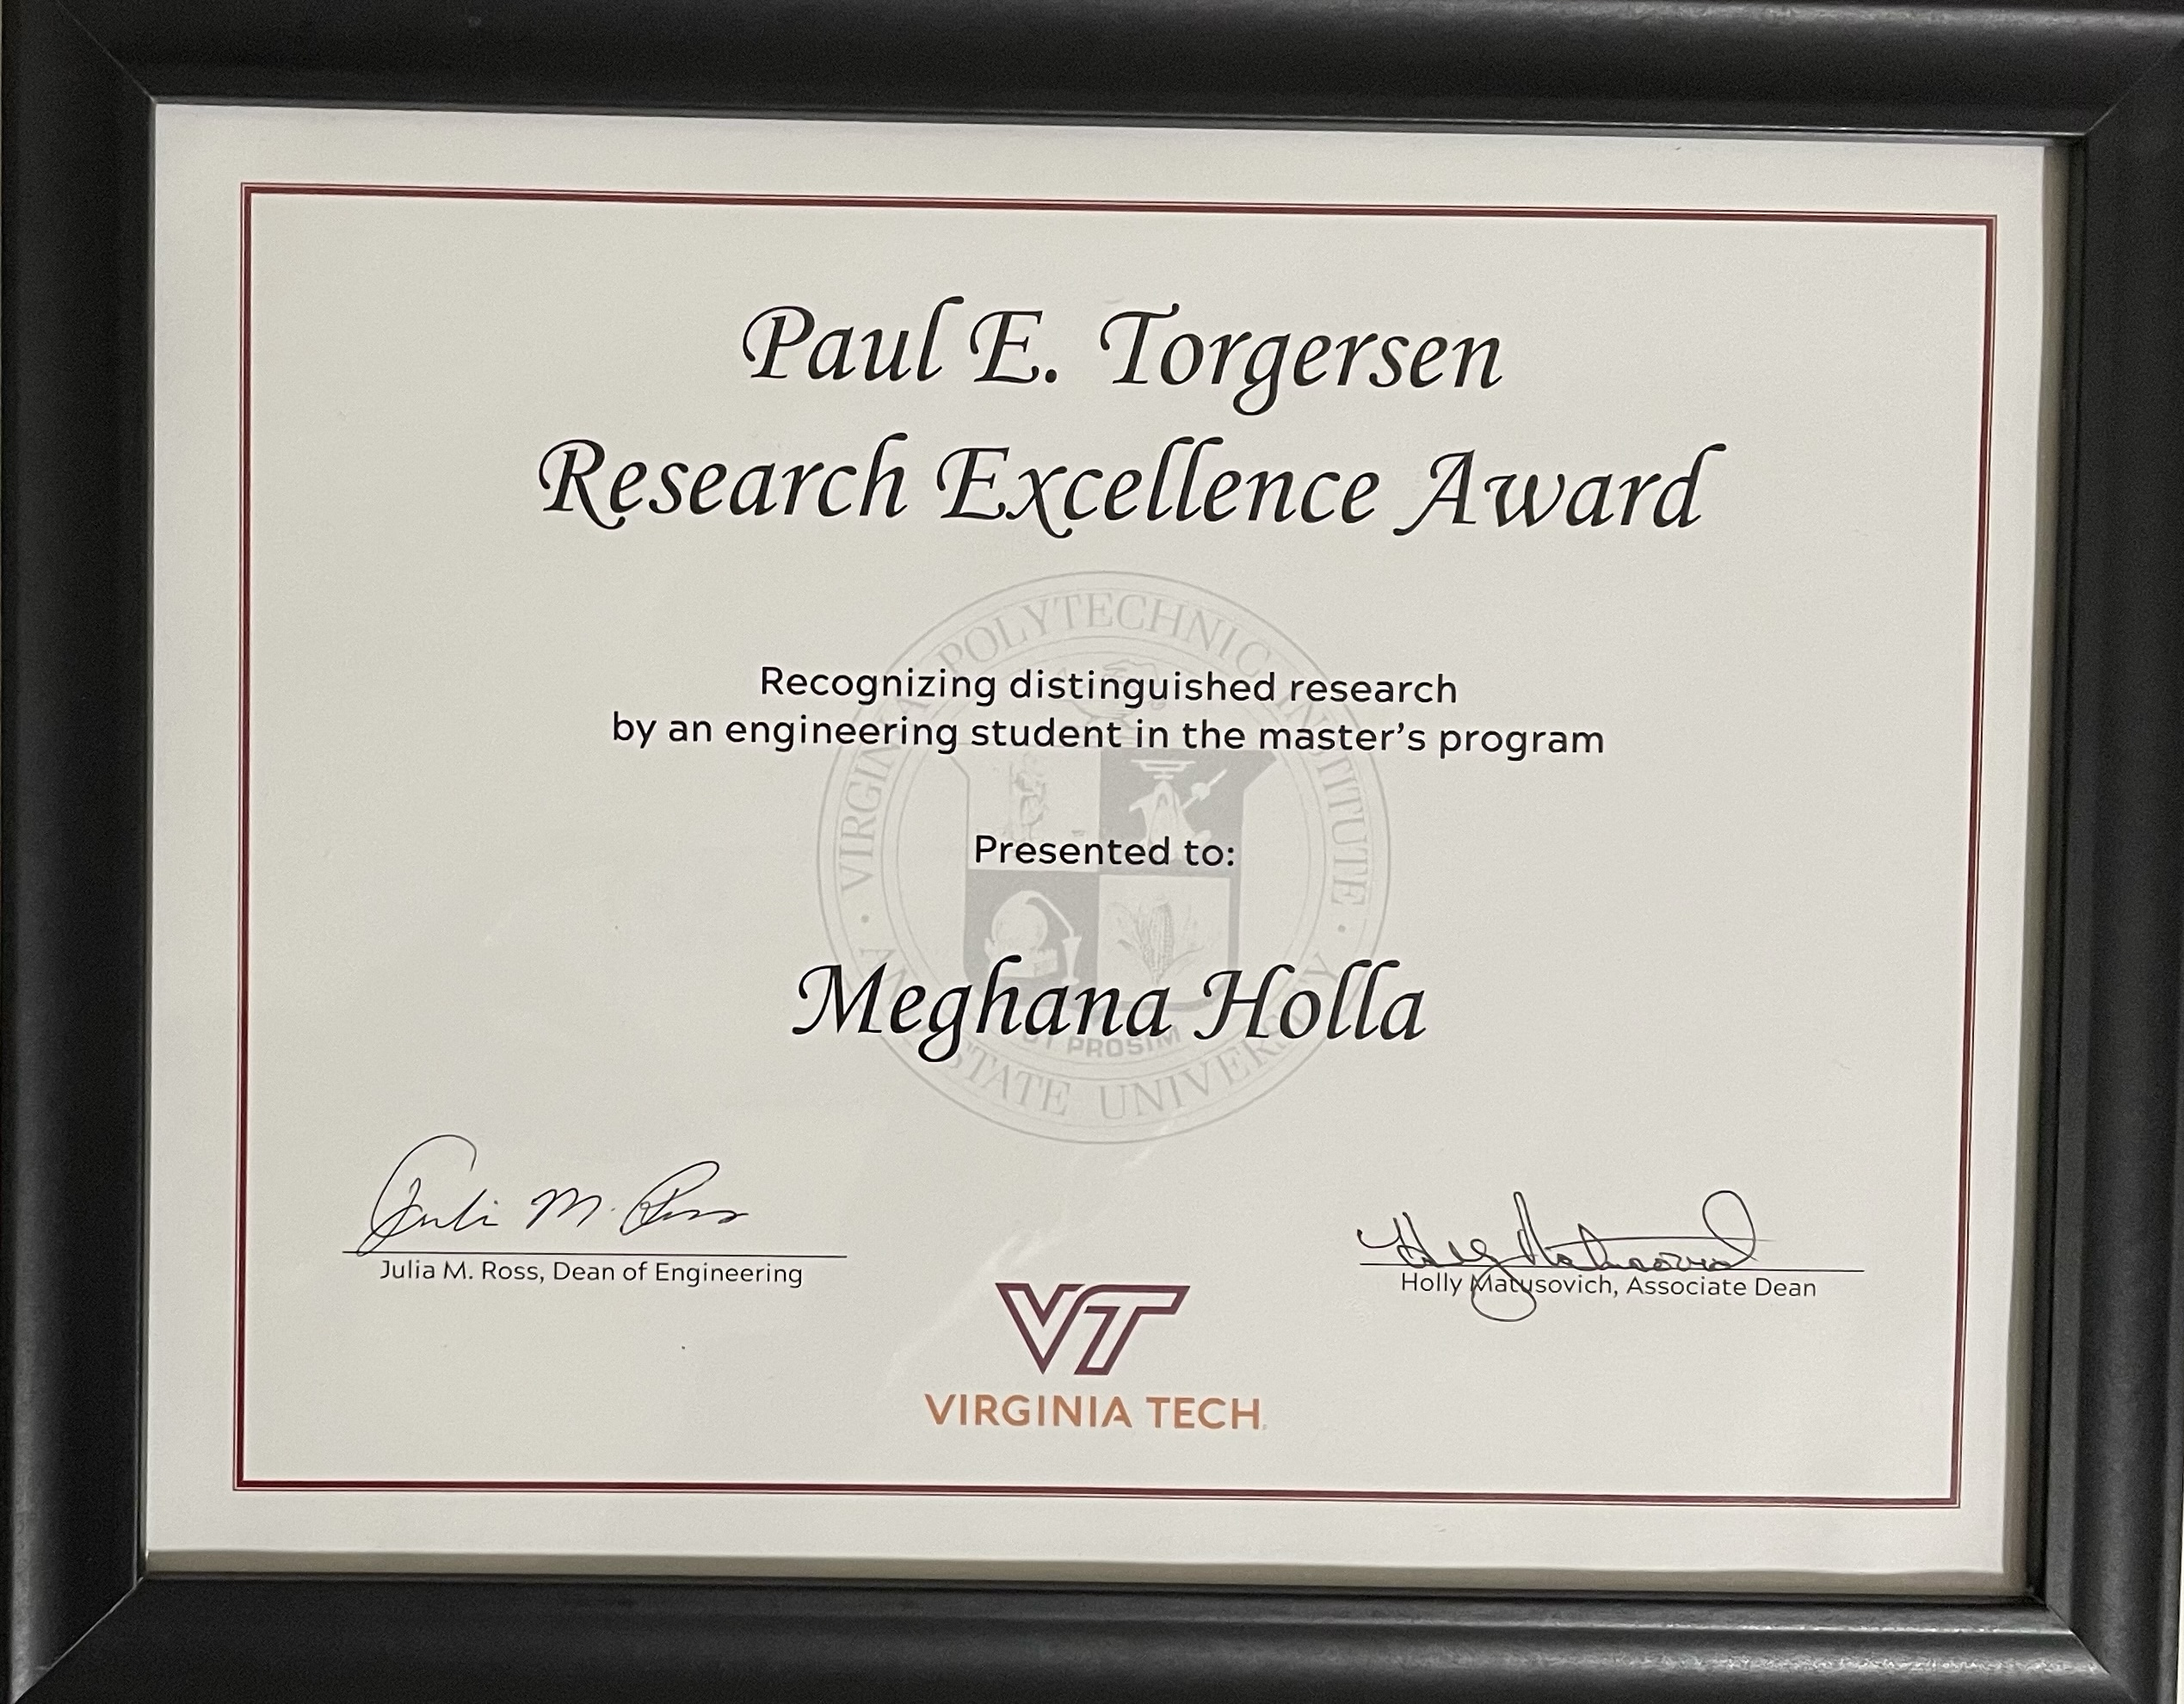 Paul E. Torgersen
Research Excellence Award
Recognizing distinguished research
by an engineering student in the master's program
Presented to:
Meghana Holla
VIRGINIA POLYTECHNIC INSTITUTE
STATE UNIVERSITY
PROSIM
Julia M. Ross
Julia M. Ross, Dean of Engineering
Holly Matusovich
Holly Matusovich, Associate Dean
VT
VIRGINIA TECH